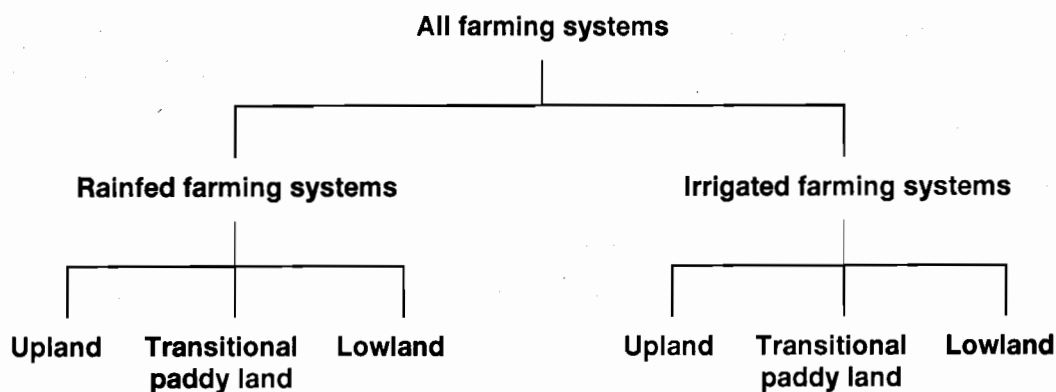 All farming systems
Rainfed farming systems
Irrigated farming systems
Upland
Transitional
paddy land
Lowland
Upland
Transitional
paddy land
Lowland